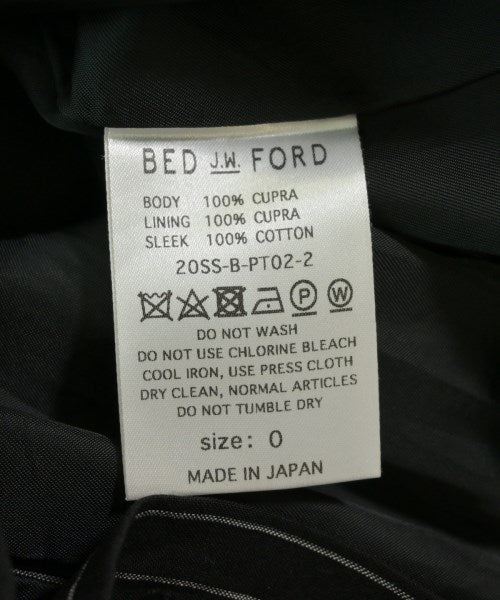 BED J.W. FORD
BODY 100% CUPRA
LINING 100% CUPRA
SLEEK 100% COTTON
20SS-B-PT02-2
P W
DO NOT WASH
DO NOT USE CHLORINE BLEACH
COOL IRON, USE PRESS CLOTH
DRY CLEAN, NORMAL ARTICLES
DO NOT TUMBLE DRY
size: 0
MADE IN JAPAN